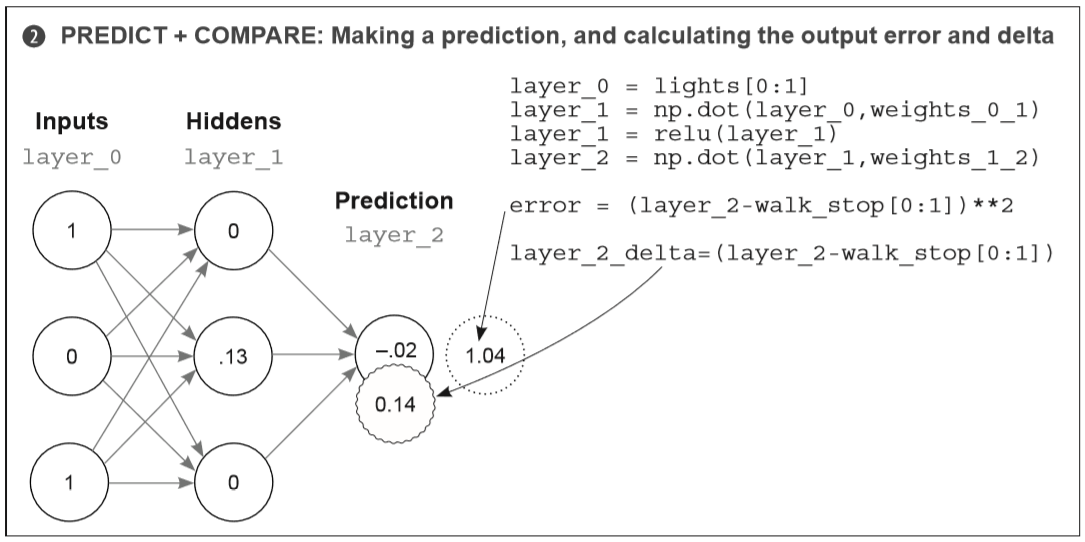 2 PREDICT + COMPARE: Making a prediction, and calculating the output error and delta
layer_0 = lights[0:1]
layer_1 = np.dot(layer_0,weights_0_1)
layer_1 = relu(layer_1)
layer_2 = np.dot(layer_1,weights_1_2)
error = (layer_2-walk_stop[0:1])**2
layer_2_delta=(layer_2-walk_stop[0:1])
Inputs
layer_0
Hiddens
layer_1
Prediction
layer_2
1
0
0
.13
1
0
–.02
1.04
0.14